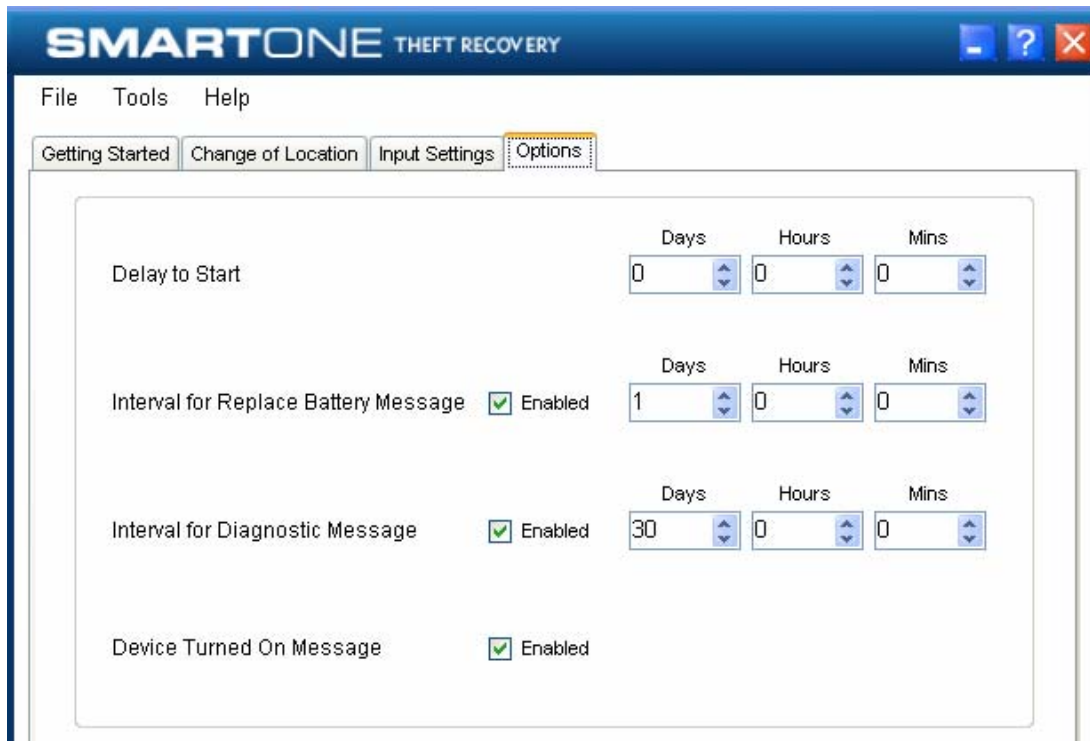 SMARTONE THEFT RECOVERY
File Tools Help
Getting Started Change of Location Input Settings Options
Days Hours Mins
Delay to Start 0 0 0
Days Hours Mins
Interval for Replace Battery Message Enabled 1 0 0
Days Hours Mins
Interval for Diagnostic Message Enabled 30 0 0
Device Turned On Message Enabled